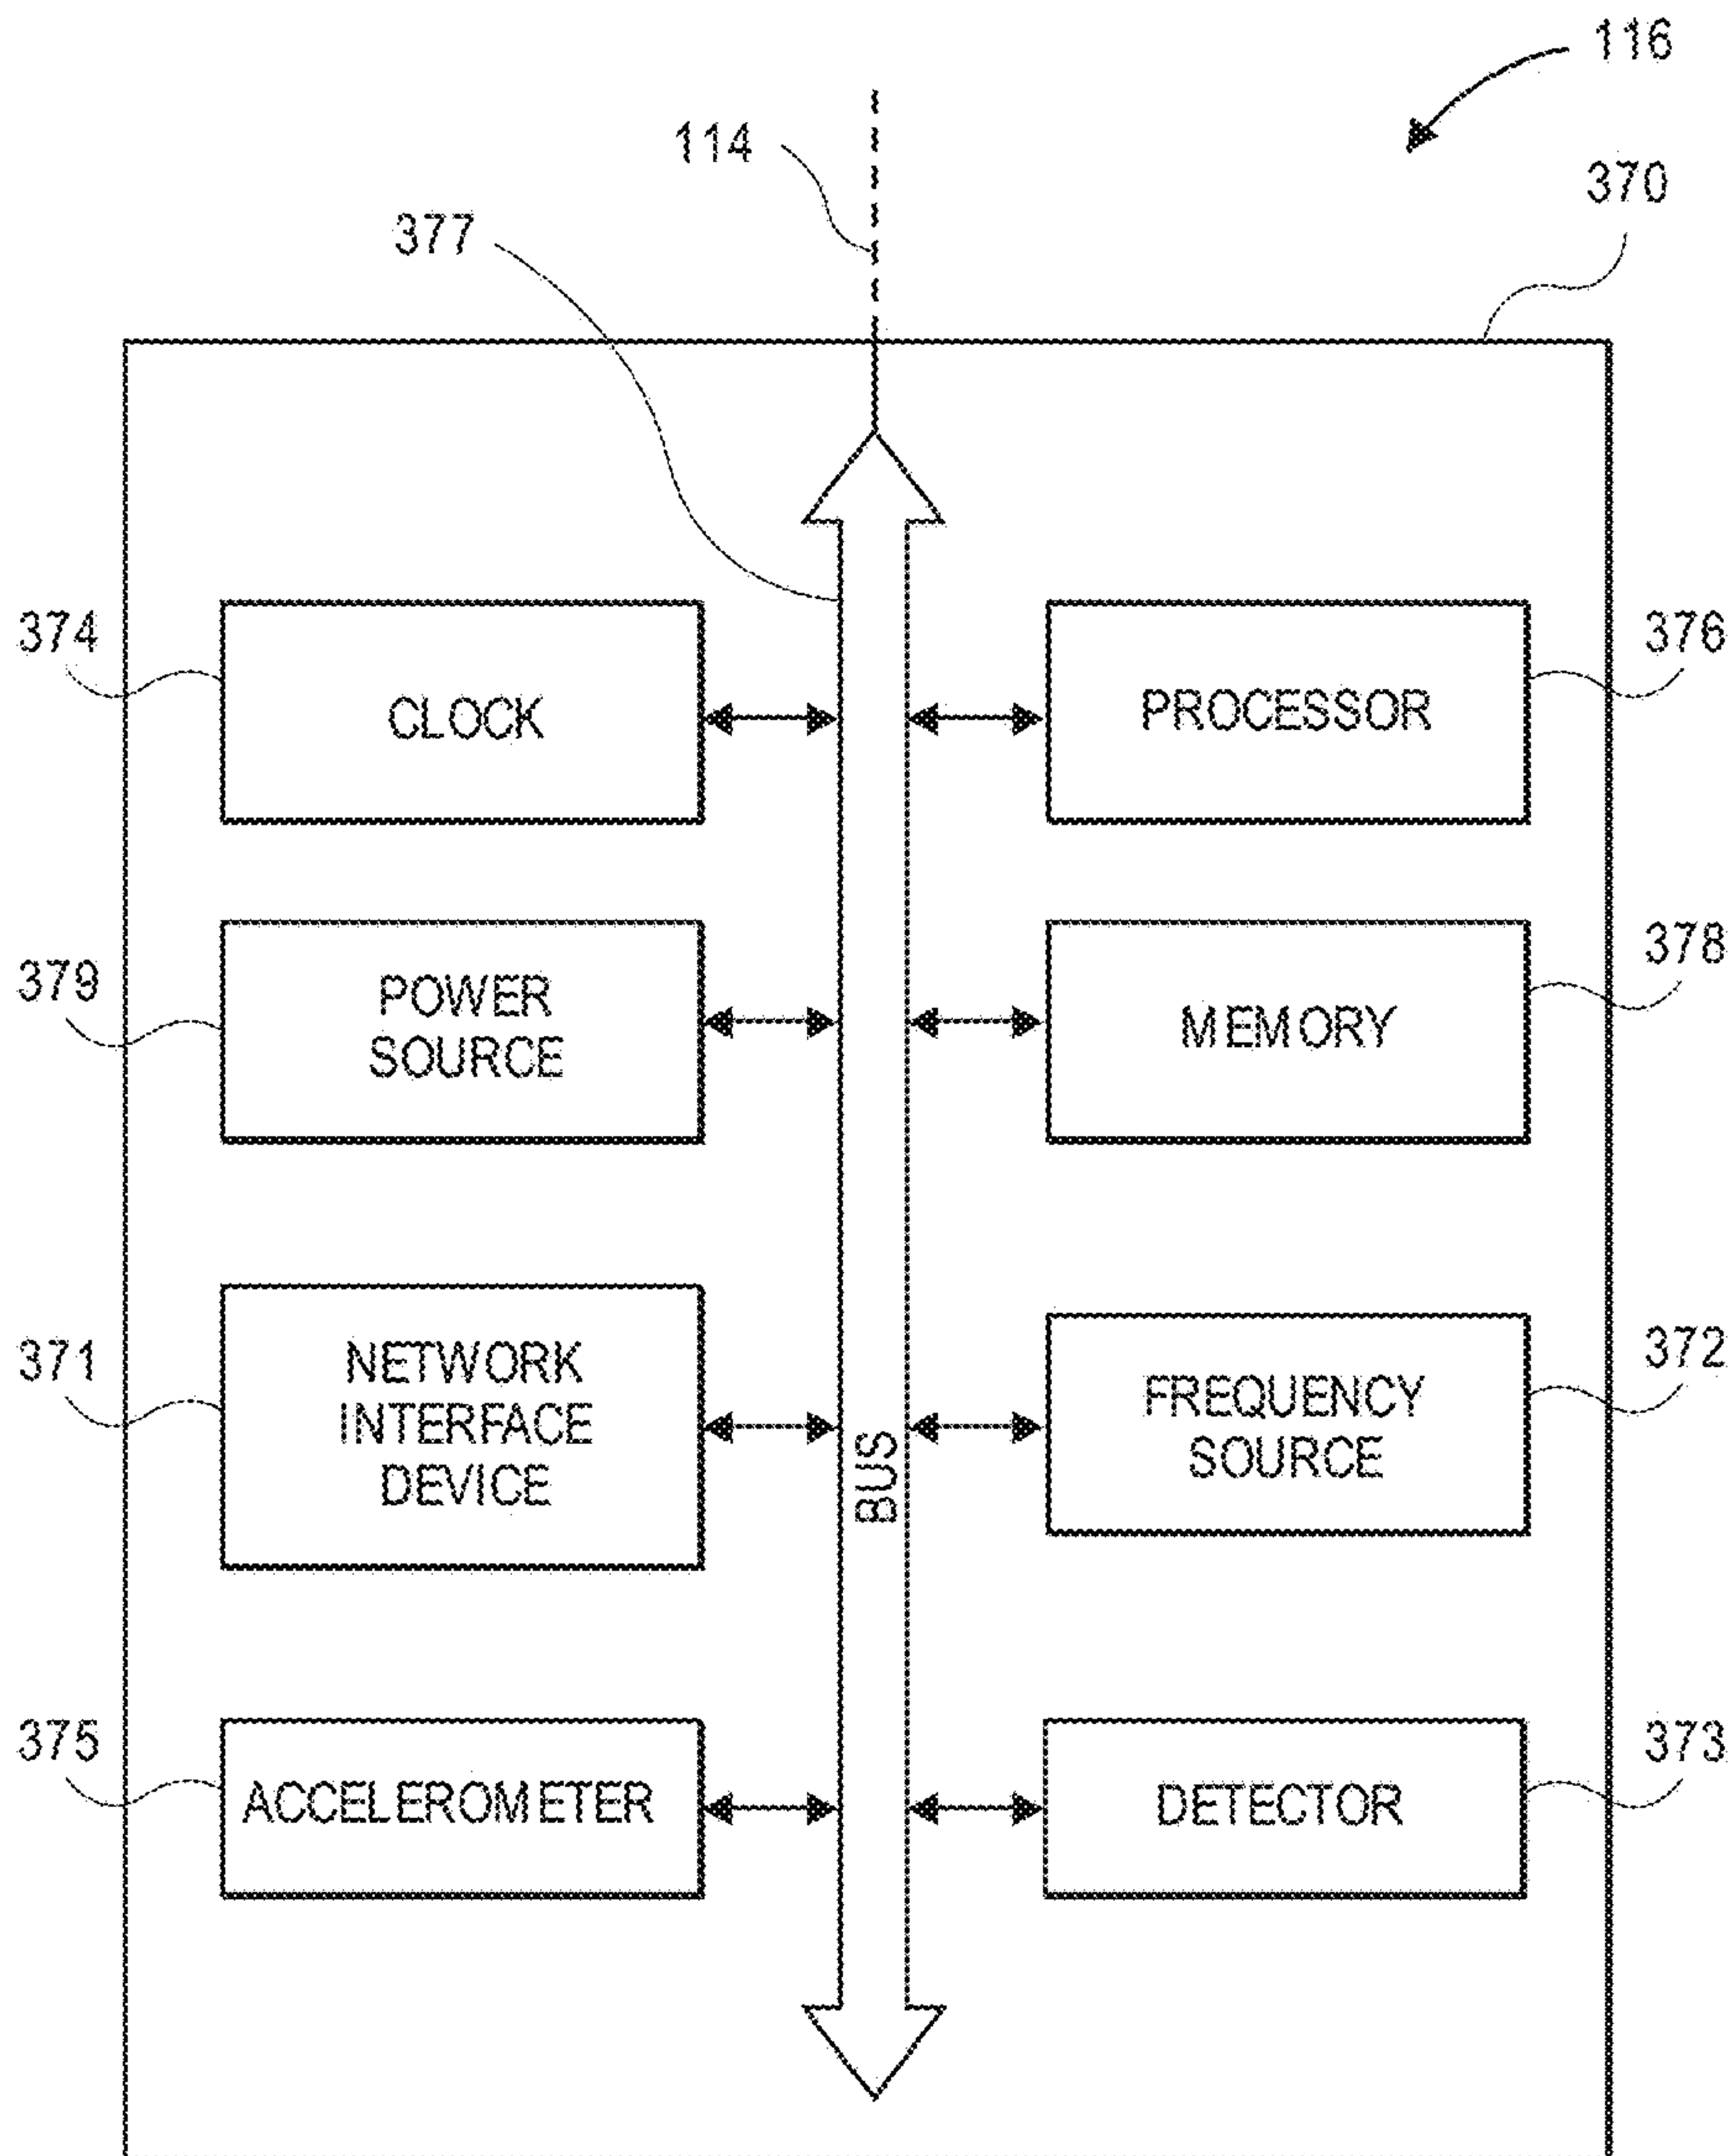 116
114
370
377
374
CLOCK
PROCESSOR
376
379
POWER
SOURCE
MEMORY
378
371
NETWORK
INTERFACE
DEVICE
BUS
FREQUENCY
SOURCE
372
375
ACCELEROMETER
DETECTOR
373